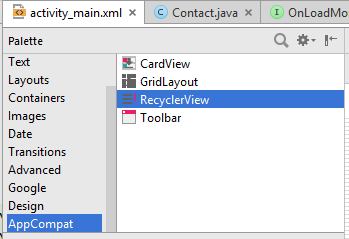 activity_main.xml Contact.java OnLoadMo
Palette
Text
Layouts
Containers
Images
Date
Transitions
Advanced
Google
Design
AppCompat
CardView
GridLayout
RecyclerView
Toolbar